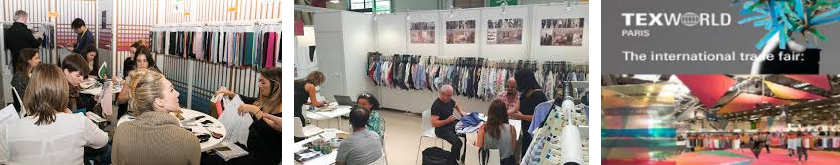 TEXWORLD
PARIS
The international trade fair: